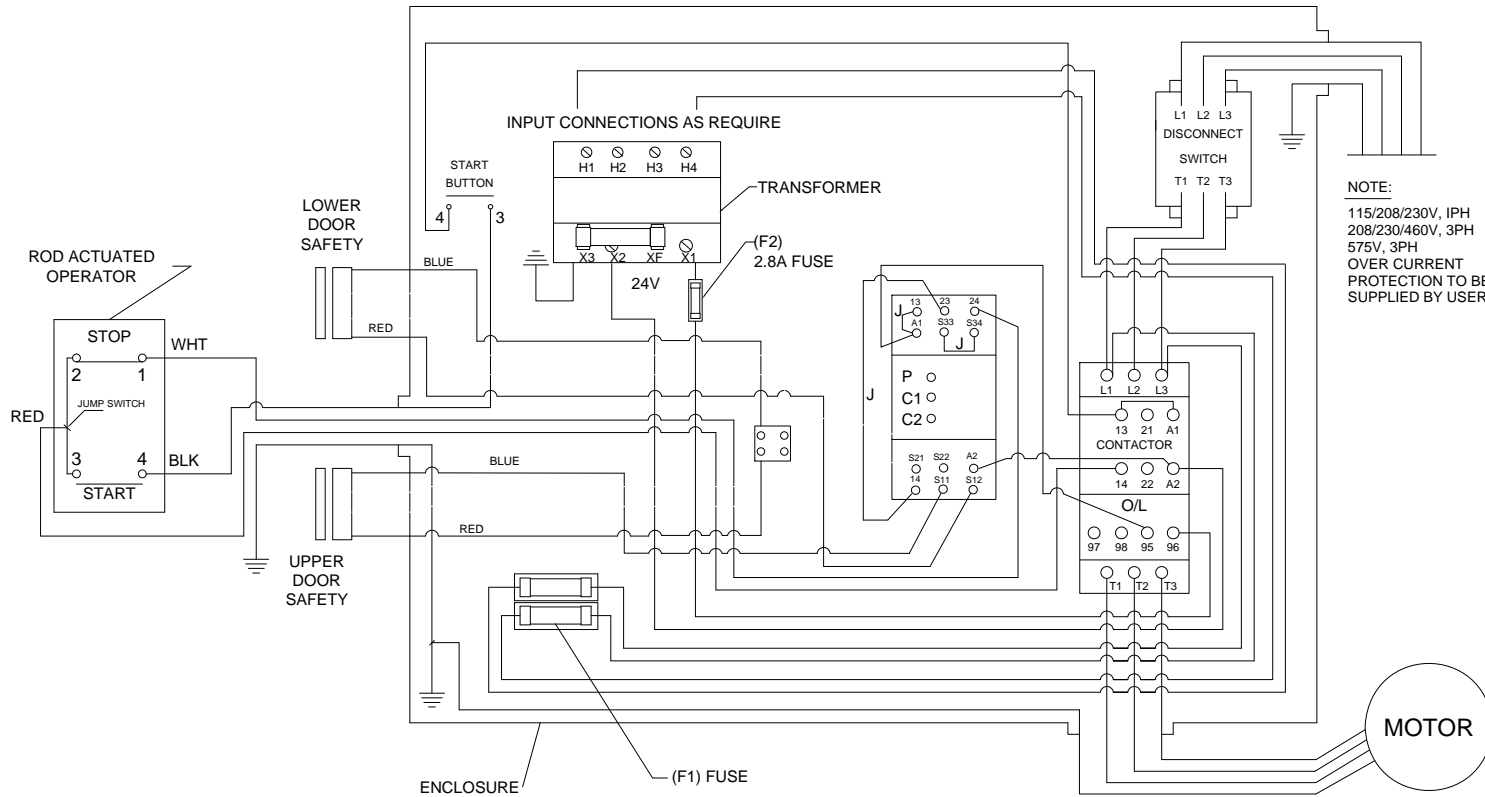 INPUT CONNECTIONS AS REQUIRE
H1 H2 H3 H4
TRANSFORMER
X3 X2 XF X1
24V
(F2)
2.8A FUSE
START
BUTTON
4 3
LOWER
DOOR
SAFETY
BLUE
RED
ROD ACTUATED
OPERATOR
STOP
2 1
WHT
JUMP SWITCH
RED
3 4
BLK
START
BLUE
RED
UPPER
DOOR
SAFETY
L1 L2 L3
DISCONNECT
SWITCH
T1 T2 T3
NOTE:
115/208/230V, IPH
208/230/460V, 3PH
575V, 3PH
OVER CURRENT
PROTECTION TO BE
SUPPLIED BY USER
13 23 24
J
A1 S33 S34
J
J
P
C1
C2
S21 S22 A2
14 S11 S12
L1 L2 L3
13 21 A1
CONTACTOR
14 22 A2
O/L
97 98 95 96
T1 T2 T3
MOTOR
ENCLOSURE
(F1) FUSE